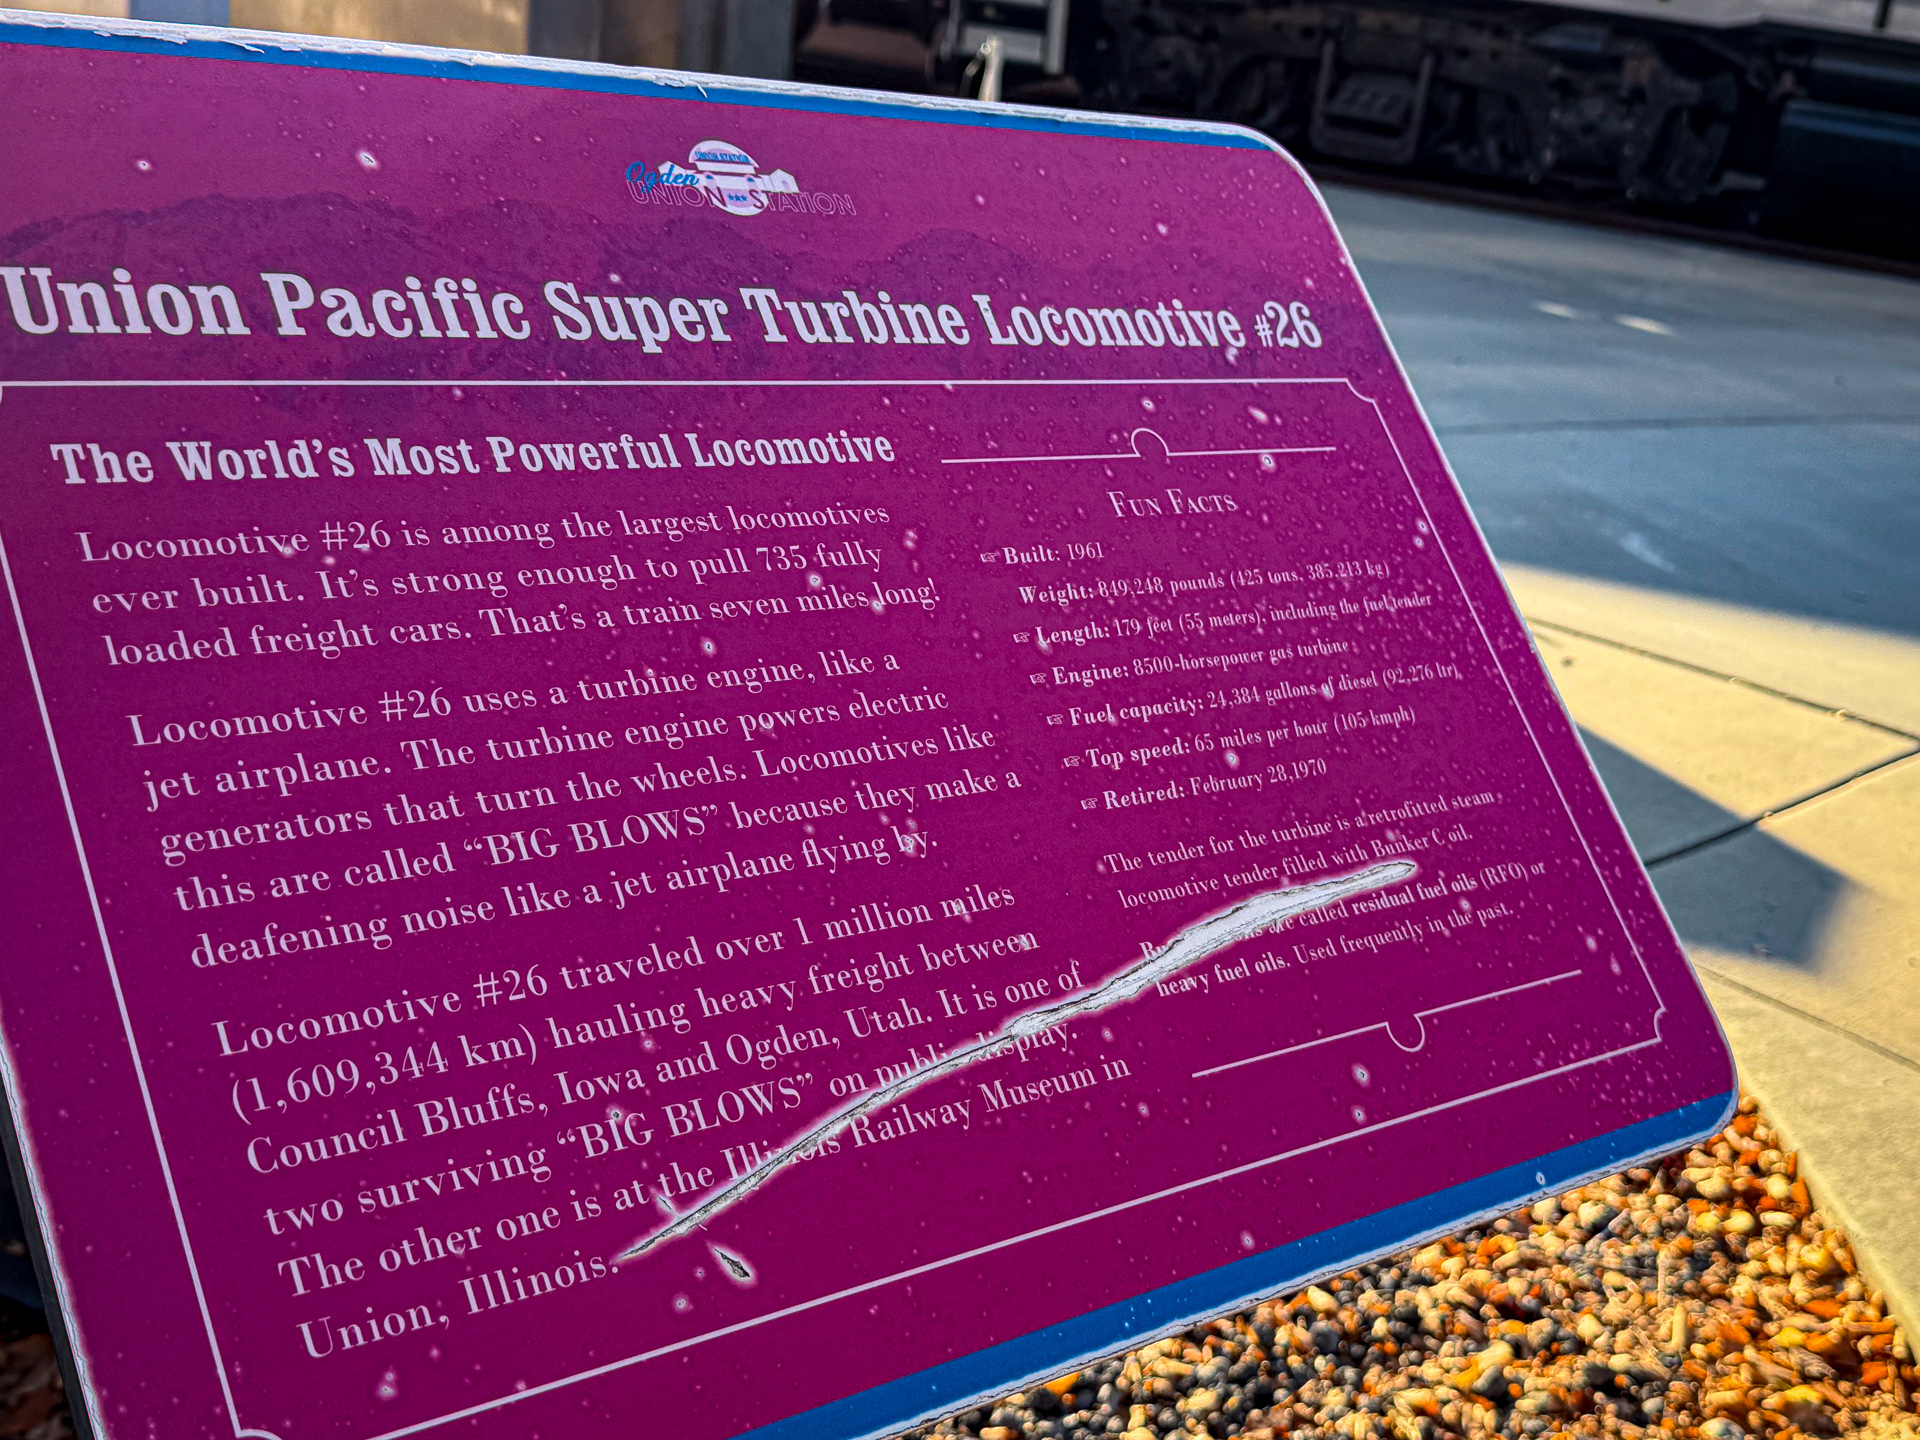 UNION STATION
Ogden
UNION STATION
Union Pacific Super Turbine Locomotive #26
The World's Most Powerful Locomotive
Locomotive #26 is among the largest locomotives
ever built. It's strong enough to pull 735 fully
loaded freight cars. That's a train seven miles long!
Locomotive #26 uses a turbine engine, like a
jet airplane. The turbine engine powers electric
generators that turn the wheels. Locomotives like
this are called “BIG BLOWS” because they make a
deafening noise like a jet airplane flying by.
Locomotive #26 traveled over 1 million miles
(1,609,344 km) hauling heavy freight between
Council Bluffs, Iowa and Ogden, Utah. It is one of
two surviving “BIG BLOWS” on public display.
The other one is at the Illinois Railway Museum in
Union, Illinois.
Fun Facts
☞ Built: 1961
Weight: 849,248 pounds (425 tons, 385,213 kg)
☞ Length: 179 feet (55 meters), including the fuel tender
☞ Engine: 8500-horsepower gas turbine
☞ Fuel capacity: 24,384 gallons of diesel (92,276 ltr)
☞ Top speed: 65 miles per hour (105 kmph)
☞ Retired: February 28,1970
The tender for the turbine is a retrofitted steam
locomotive tender filled with Bunker C oil.
are called residual fuel oils (RFO) or
heavy fuel oils. Used frequently in the past.